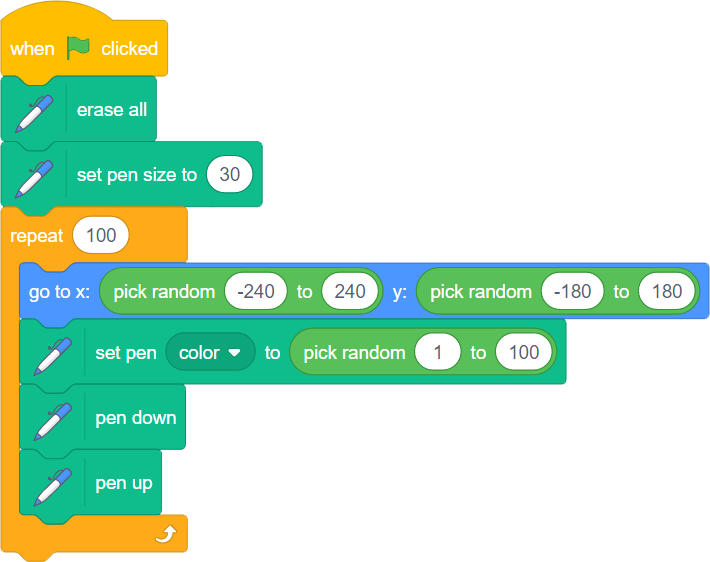 when clicked
erase all
set pen size to 30
repeat 100
go to x: pick random -240 to 240 y: pick random -180 to 180
set pen color to pick random 1 to 100
pen down
pen up